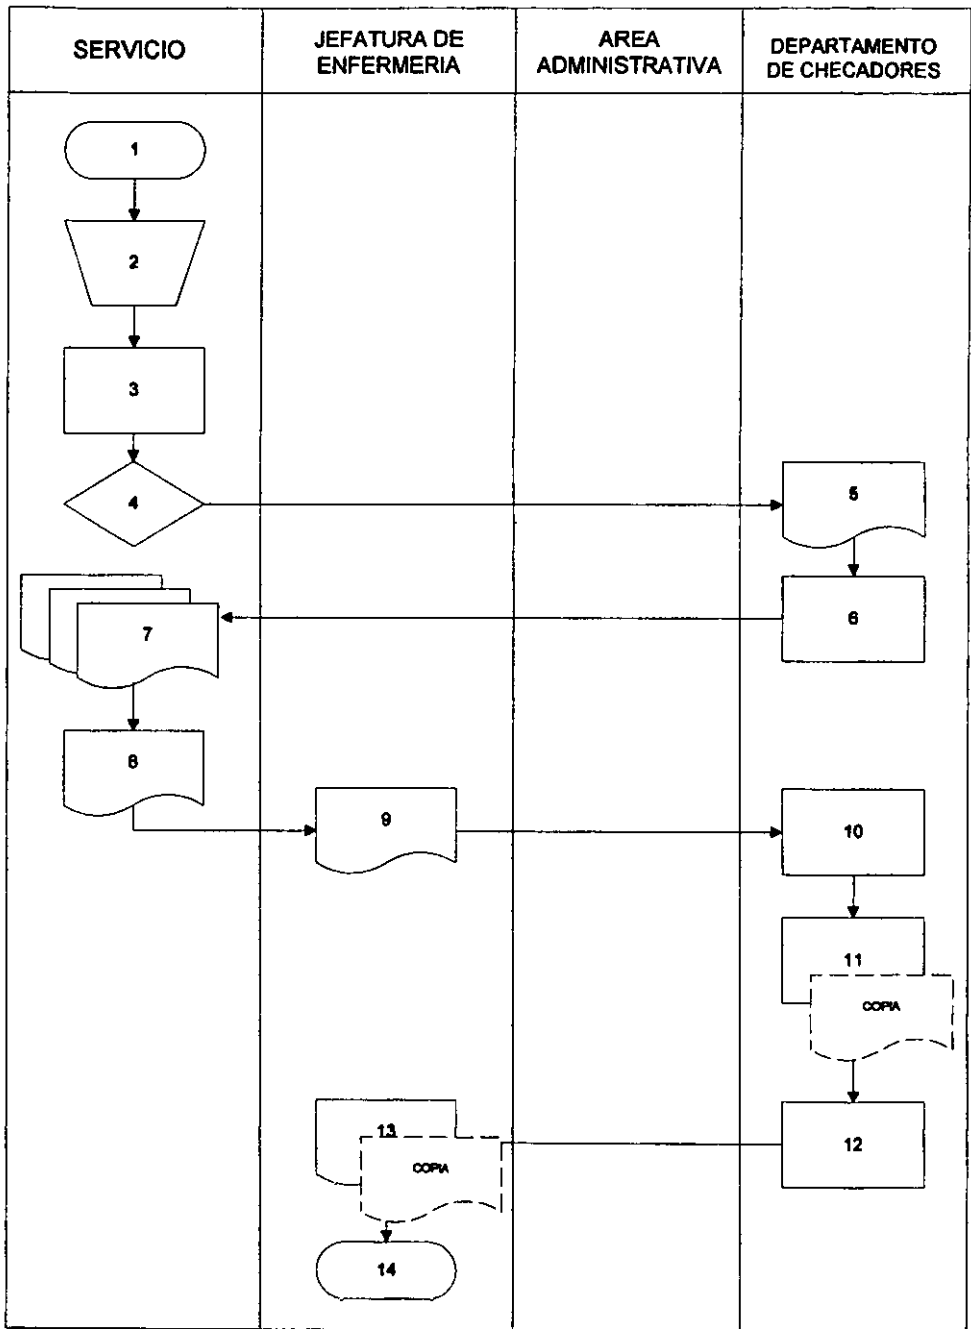 SERVICIO
JEFATURA DE
ENFERMERIA
AREA
ADMINISTRATIVA
DEPARTAMENTO
DE CHECADORES
1
2
3
4
5
6
7
8
9
10
11
COPIA
12
13
COPIA
14